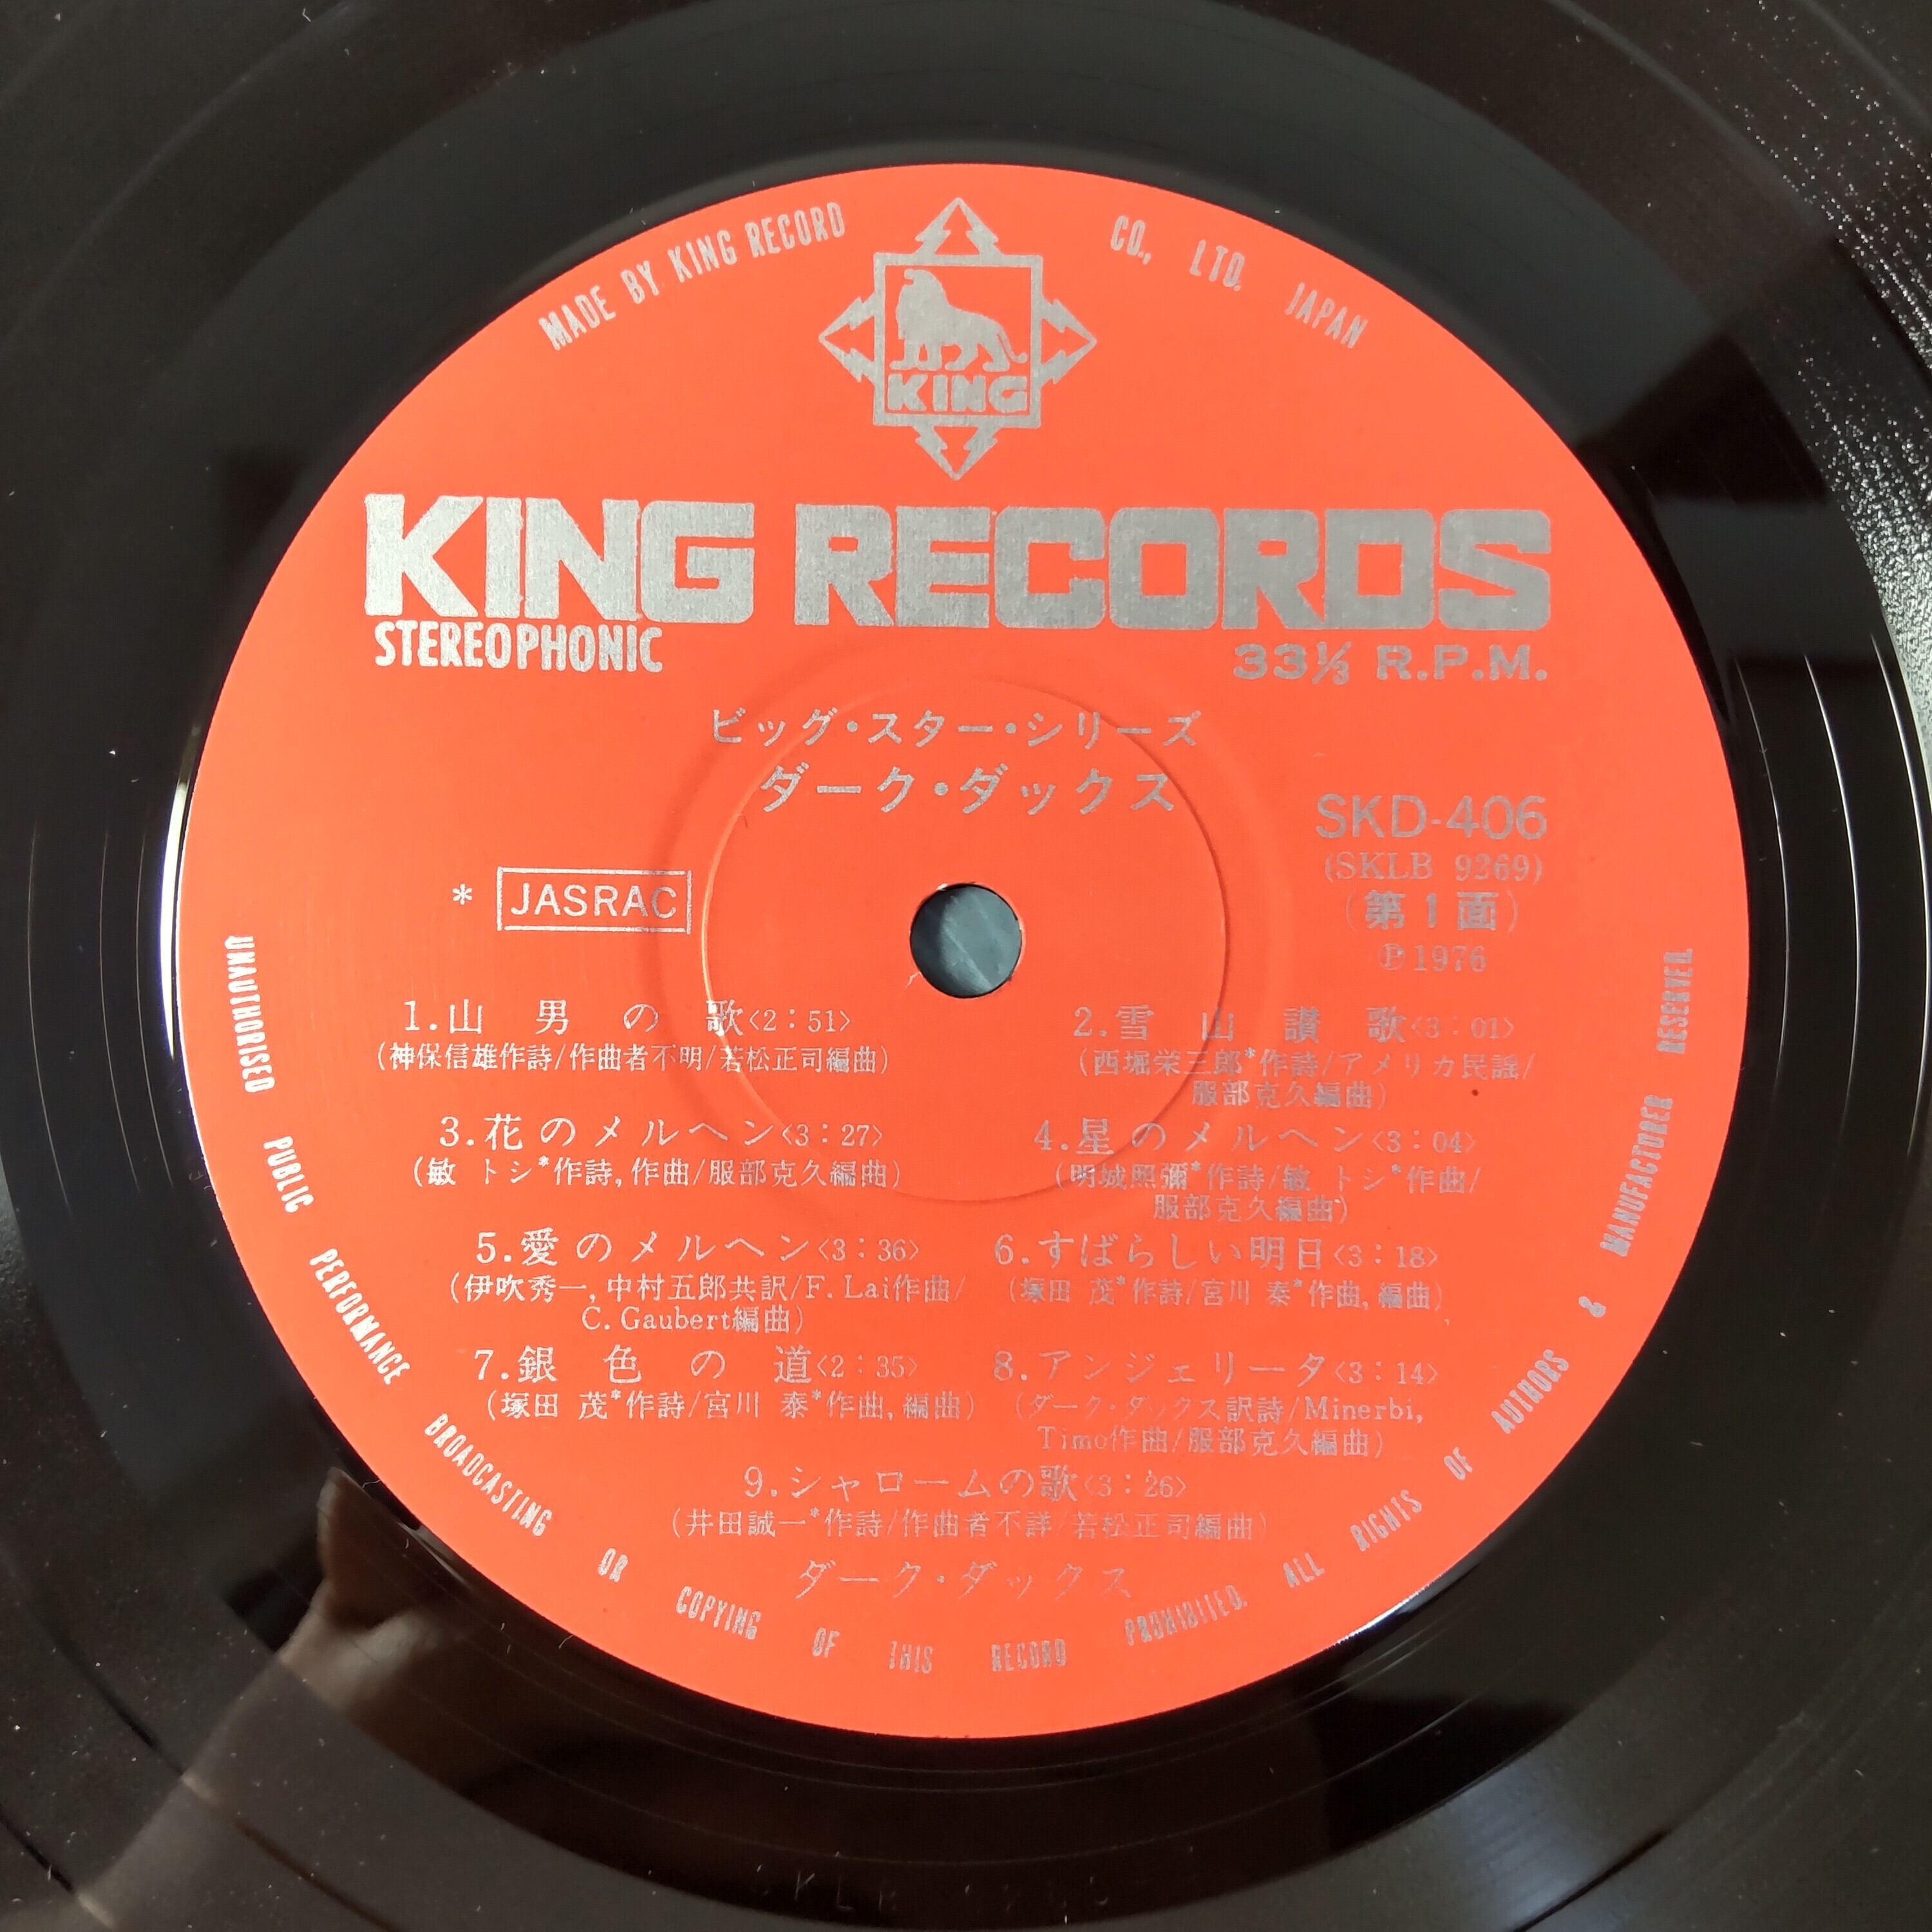 MADE BY KING RECORD CO., LTD. JAPAN
KING
KING RECORDS
STEREOPHONIC
33⅓ R.P.M.
ビッグ・スター・シリーズ
ダーク・ダックス
SKD-406
(SKLB 9269)
(第1面)
Ⓟ1976
* JASRAC
1.山男の歌<2:51>
(神保信雄作詩/作曲者不明/若松正司編曲)
2.雪山讃歌<3:01>
(西堀栄三郎*作詩/アメリカ民謡/
服部克久編曲)
3.花のメルヘン<3:27>
(敏 トシ*作詩,作曲/服部克久編曲)
4.星のメルヘン<3:04>
(明城照彌*作詩/敏 トシ*作曲/
服部克久編曲)
5.愛のメルヘン<3:36>
(伊吹秀一,中村五郎共訳/F. Lai作曲/
C. Gaubert編曲)
6.すばらしい明日<3:18>
(塚田 茂*作詩/宮川 泰*作曲,編曲)
7.銀色の道<2:35>
(塚田 茂*作詩/宮川 泰*作曲,編曲)
8.アンジェリータ<3:14>
(ダーク・ダックス訳詩/Minerbi,
Timo作曲/服部克久編曲)
9.シャロームの歌<3:26>
(井田誠一*作詩/作曲者不詳/若松正司編曲)
ダーク・ダックス
UNAUTHORISED PUBLIC PERFORMANCE BROADCASTING OR COPYING OF THIS RECORD PROHIBITED. ALL RIGHTS OF AUTHORS & MANUFACTURER RESERVED.